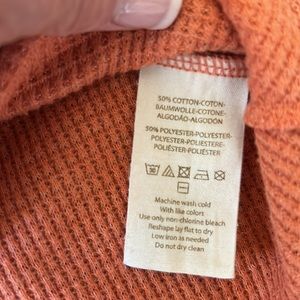 50% COTTON-COTON-
BAUMWOLLE-COTONE-
ALGODÃO-ALGODÓN
50% POLYESTER-POLYESTER-
POLYESTER-POLIESTERE-
POLIÉSTER-POLIÉSTER
Machine wash cold
With like colors
Use only non-chlorine bleach
Reshape lay flat to dry
Low iron as needed
Do not dry clean